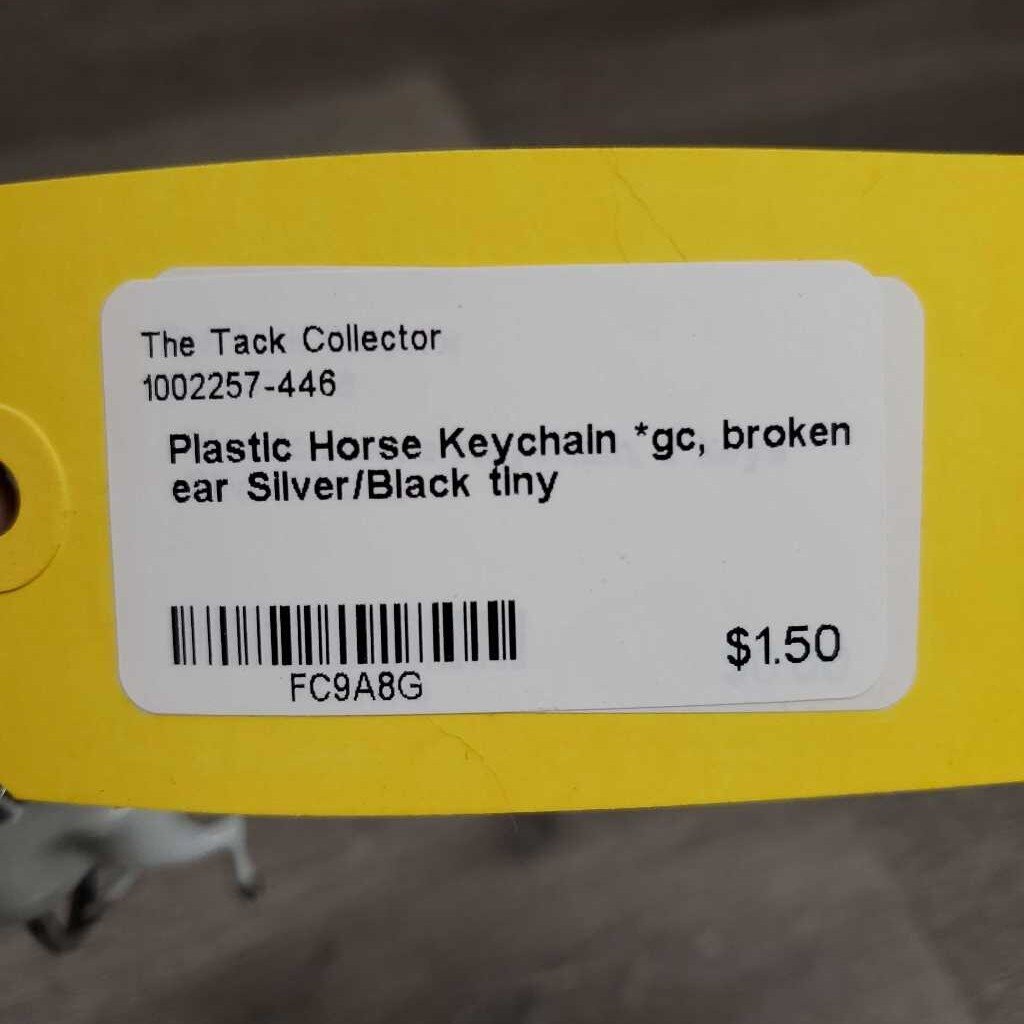 The Tack Collector
1002257-446
Plastic Horse Keychain *gc, broken
ear Silver/Black tiny
FC9A8G
$1.50